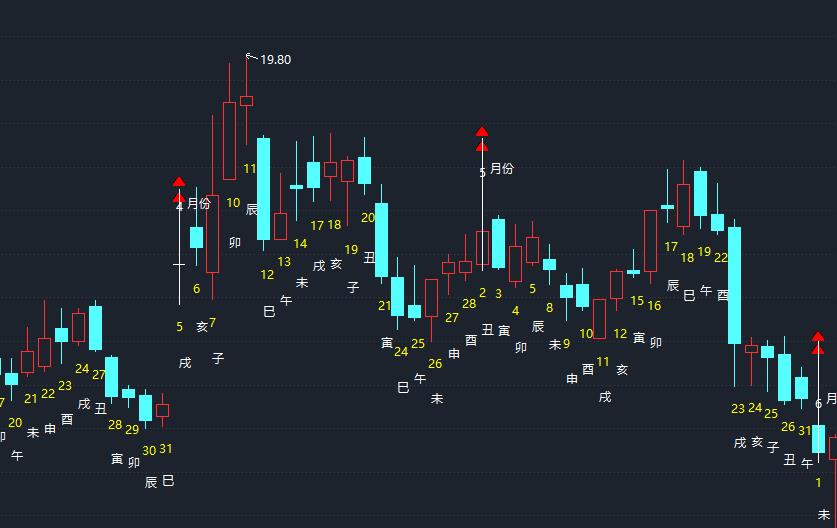 19.80
4 月份
5 月份
6 月
7
20
21
22
23
24
27
28
29
30
31
午
未
申
酉
戌
丑
寅
卯
辰
巳
5
6
7
10
11
12
13
14
17
18
19
20
21
24
25
26
27
28
戌
亥
子
卯
辰
巳
午
未
戌
亥
子
丑
寅
巳
午
未
申
酉
2
3
4
5
8
9
10
11
12
15
16
17
18
19
22
23
24
25
26
31
丑
寅
卯
辰
未
申
酉
戌
亥
寅
卯
辰
巳
午
酉
戌
亥
子
丑
午
1
未